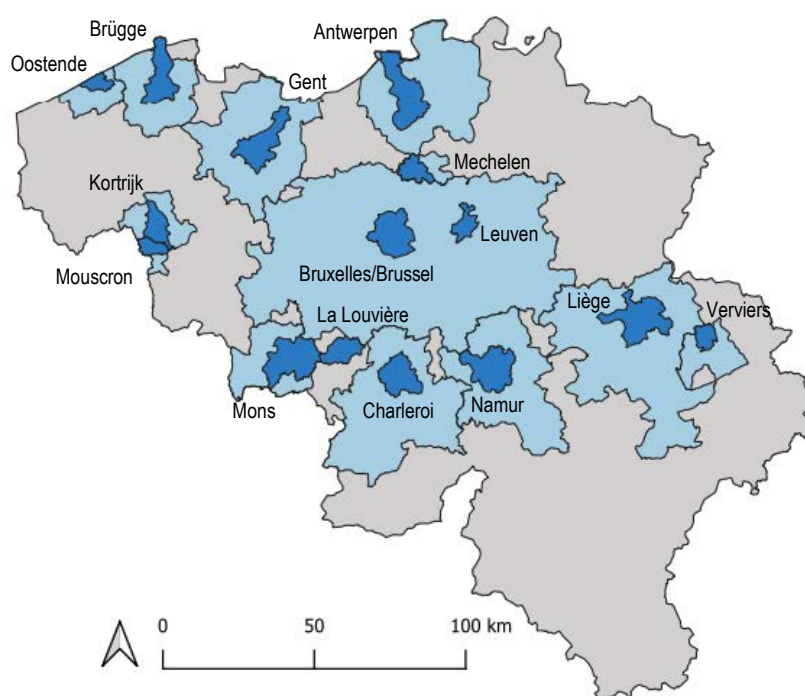 Brügge
Antwerpen
Oostende
Gent
Mechelen
Kortrijk
Leuven
Bruxelles/Brussel
Mouscron
Liège
Verviers
La Louvière
Mons
Charleroi
Namur
0 50 100 km